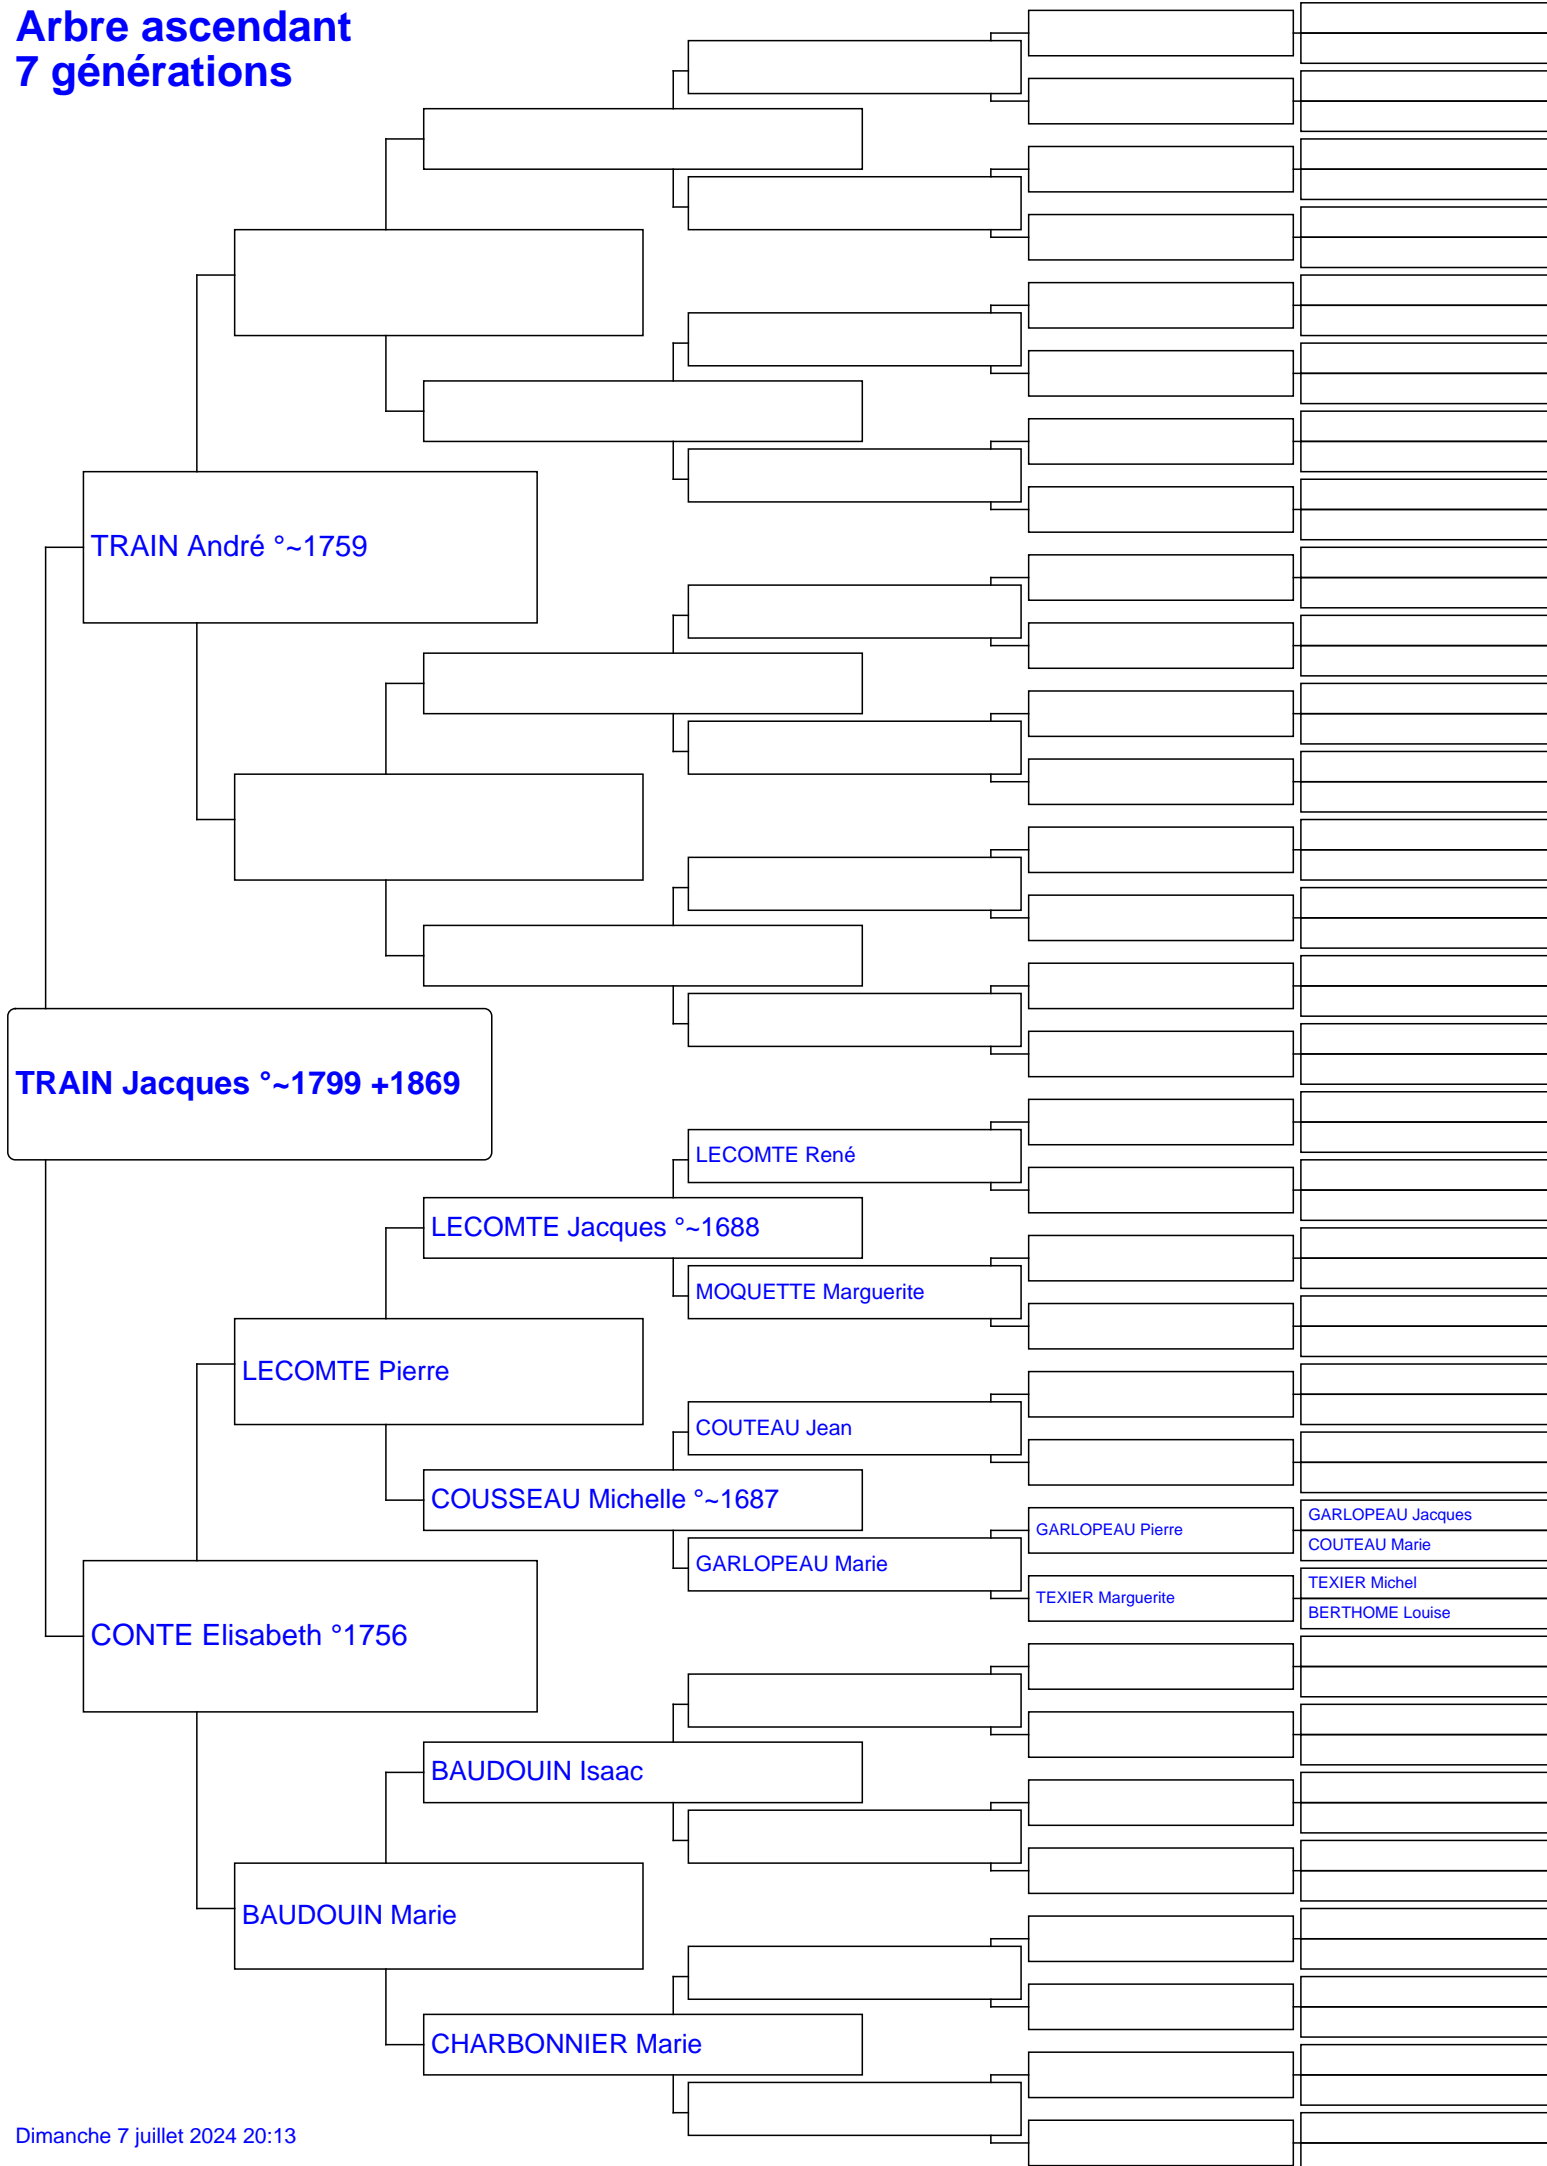 Arbre ascendant
7 générations
TRAIN André °~1759
TRAIN Jacques °~1799 +1869
LECOMTE René
LECOMTE Jacques °~1688
MOQUETTE Marguerite
LECOMTE Pierre
COUTEAU Jean
COUSSEAU Michelle °~1687
GARLOPEAU Jacques
GARLOPEAU Pierre
COUTEAU Marie
GARLOPEAU Marie
TEXIER Michel
TEXIER Marguerite
BERTHOME Louise
CONTE Elisabeth °1756
BAUDOUIN Isaac
BAUDOUIN Marie
CHARBONNIER Marie
Dimanche 7 juillet 2024 20:13